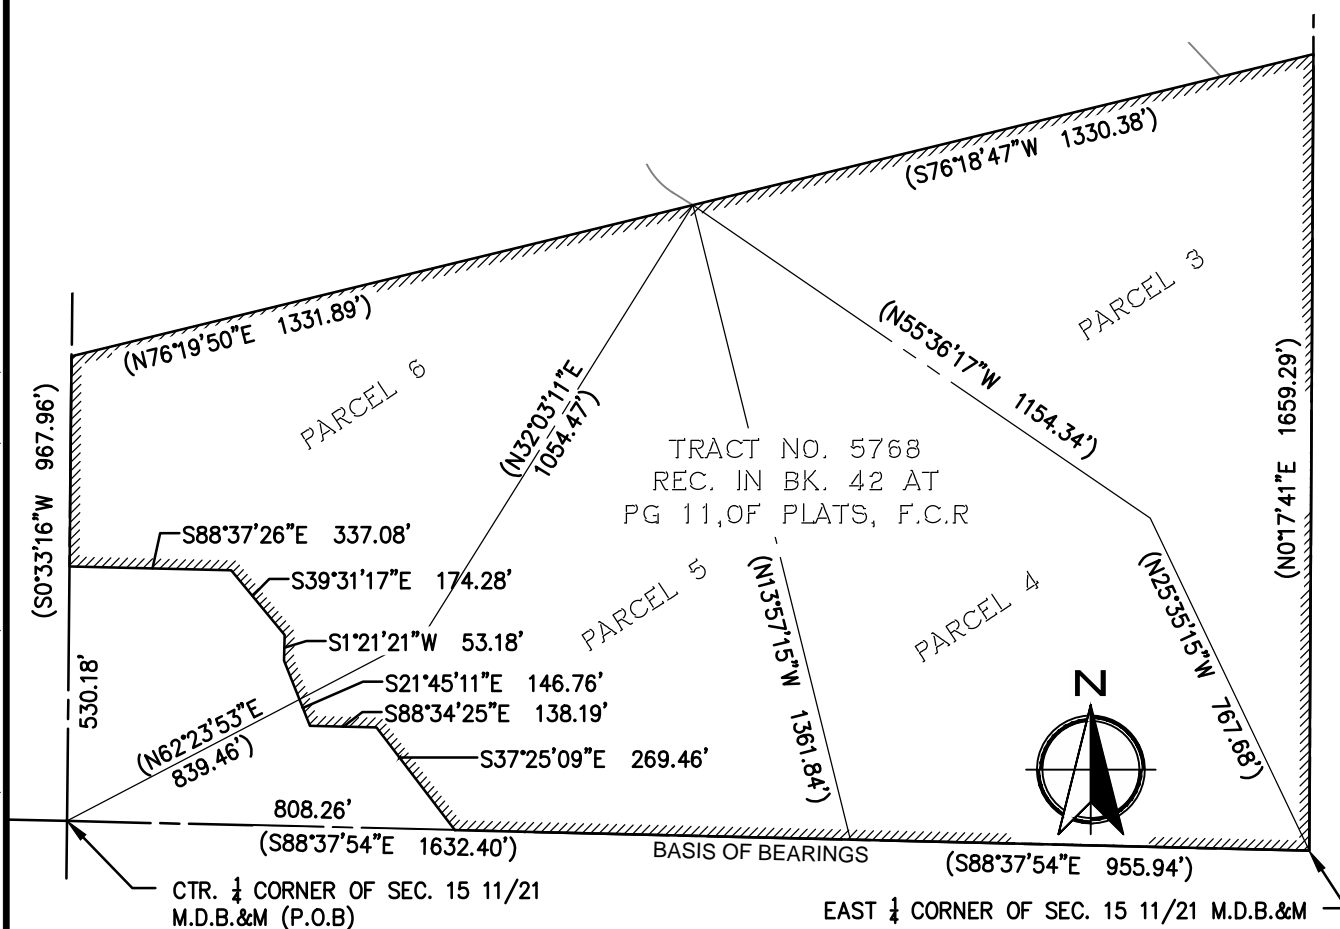 (S76°18'47"W 1330.38')
(N76°19'50"E 1331.89')
PARCEL 3
(N55°36'17"W 1154.34')
PARCEL 6
(N32°03'11"E
1054.47')
(S0°33'16"W 967.96')
(N0°17'41"E 1659.29')
TRACT NO. 5768
REC. IN BK. 42 AT
PG 11,OF PLATS, F.C.R
S88°37'26"E 337.08'
S39°31'17"E 174.28'
S1°21'21"W 53.18'
S21°45'11"E 146.76'
S88°34'25"E 138.19'
S37°25'09"E 269.46'
PARCEL 5
PARCEL 4
(N13°57'15"W 1361.84')
(N25°35'15"W 767.68')
N
530.18'
(N62°23'53"E
839.46')
808.26'
(S88°37'54"E 1632.40')
BASIS OF BEARINGS
(S88°37'54"E 955.94')
CTR. 1/4 CORNER OF SEC. 15 11/21
M.D.B.&M (P.O.B)
EAST 1/4 CORNER OF SEC. 15 11/21 M.D.B.&M